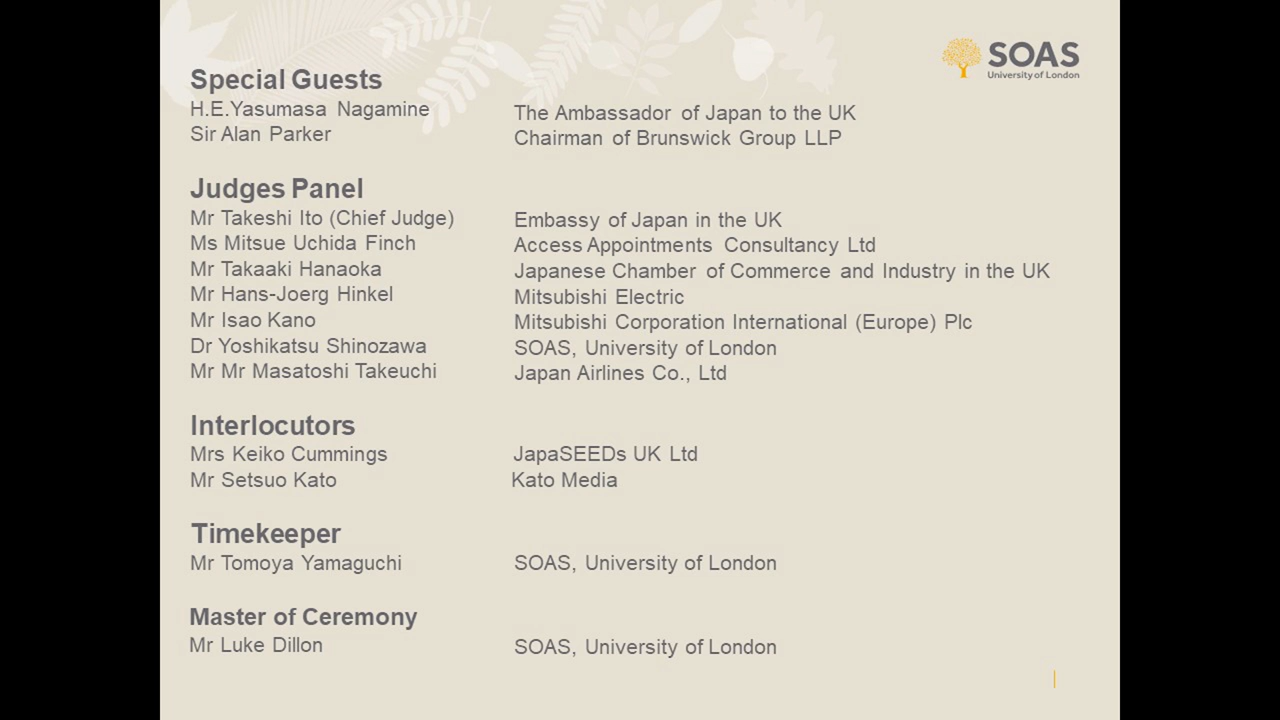 SOAS
University of London
Special Guests
H.E.Yasumasa Nagamine The Ambassador of Japan to the UK
Sir Alan Parker Chairman of Brunswick Group LLP
Judges Panel
Mr Takeshi Ito (Chief Judge) Embassy of Japan in the UK
Ms Mitsue Uchida Finch Access Appointments Consultancy Ltd
Mr Takaaki Hanaoka Japanese Chamber of Commerce and Industry in the UK
Mr Hans-Joerg Hinkel Mitsubishi Electric
Mr Isao Kano Mitsubishi Corporation International (Europe) Plc
Dr Yoshikatsu Shinozawa SOAS, University of London
Mr Mr Masatoshi Takeuchi Japan Airlines Co., Ltd
Interlocutors
Mrs Keiko Cummings JapaSEEDs UK Ltd
Mr Setsuo Kato Kato Media
Timekeeper
Mr Tomoya Yamaguchi SOAS, University of London
Master of Ceremony
Mr Luke Dillon SOAS, University of London